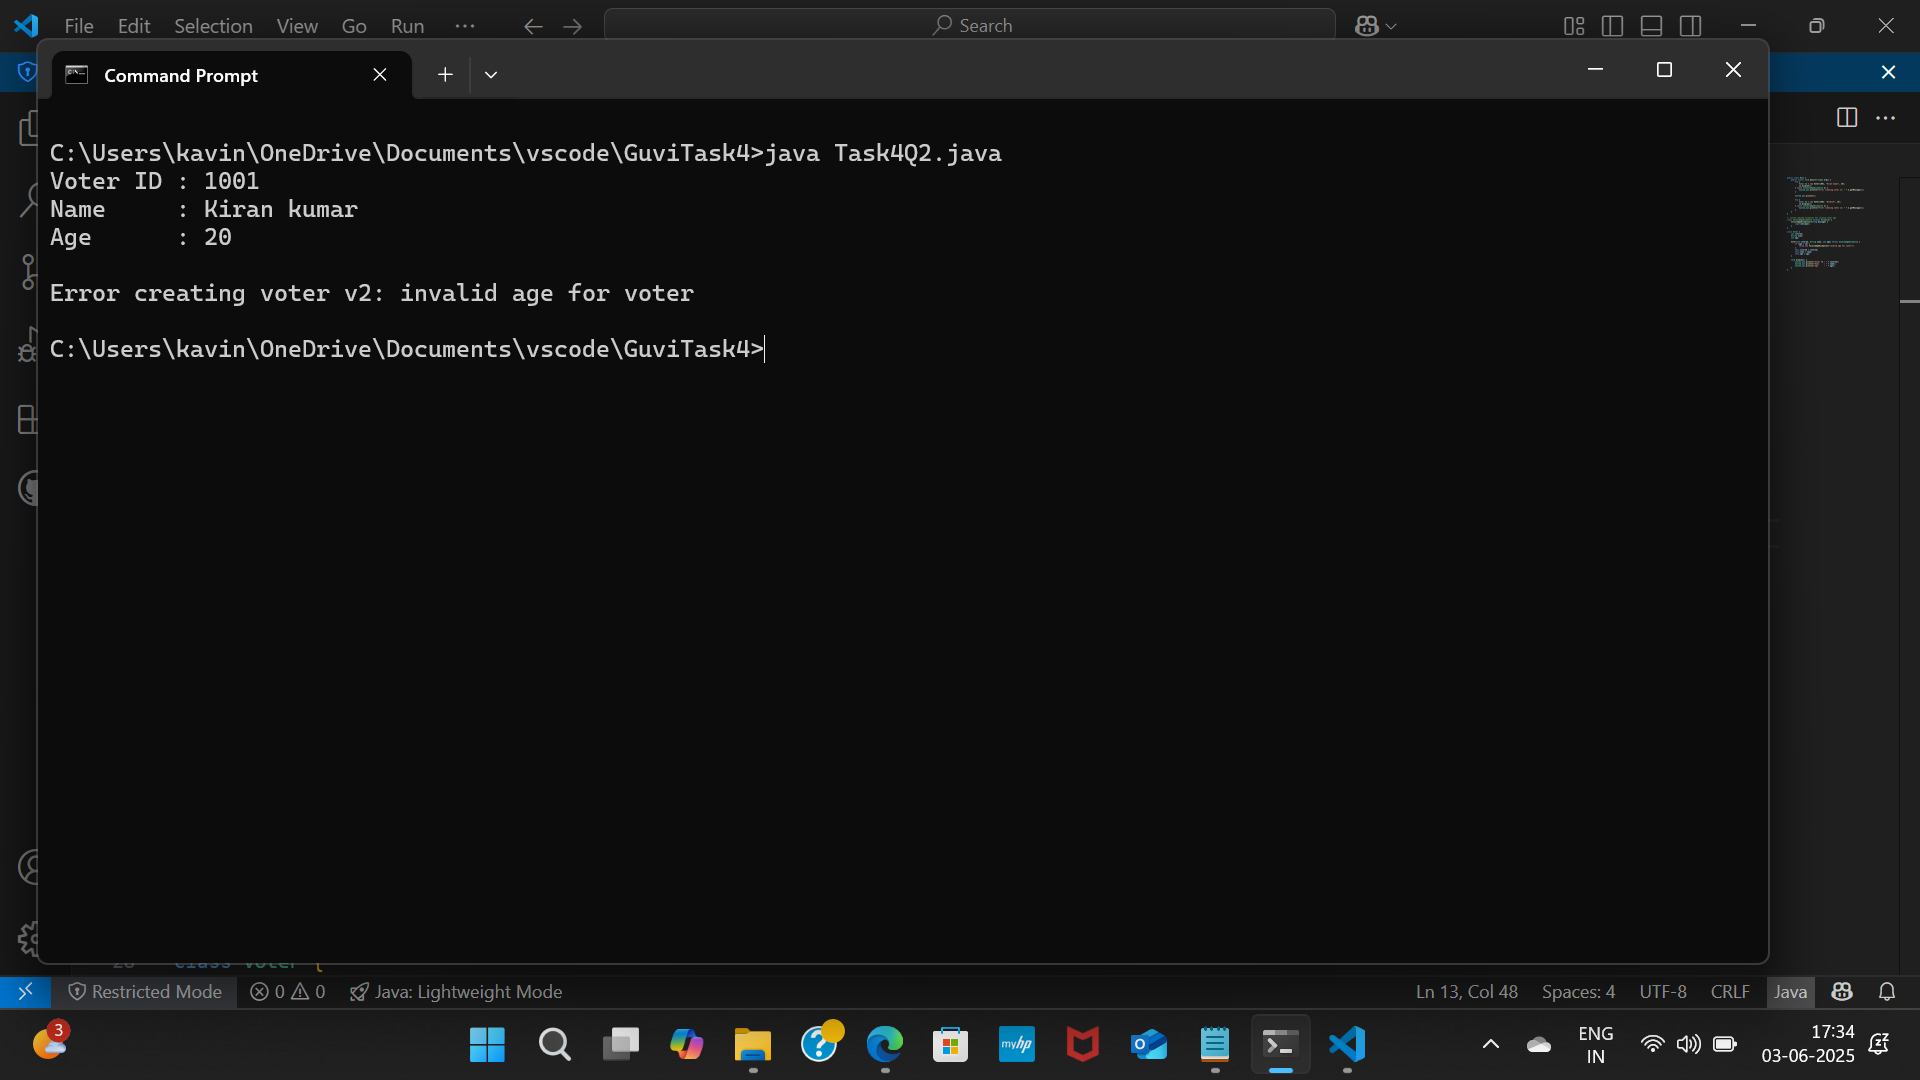 File Edit Selection View Go Run ···
Search
Command Prompt
C:\Users\kavin\OneDrive\Documents\vscode\GuviTask4>java Task4Q2.java
Voter ID : 1001
Name     : Kiran kumar
Age      : 20
Error creating voter v2: invalid age for voter
C:\Users\kavin\OneDrive\Documents\vscode\GuviTask4>
Restricted Mode 0 0 Java: Lightweight Mode
Ln 13, Col 48 Spaces: 4 UTF-8 CRLF Java
3
myhp
ENG
IN
17:34
03-06-2025